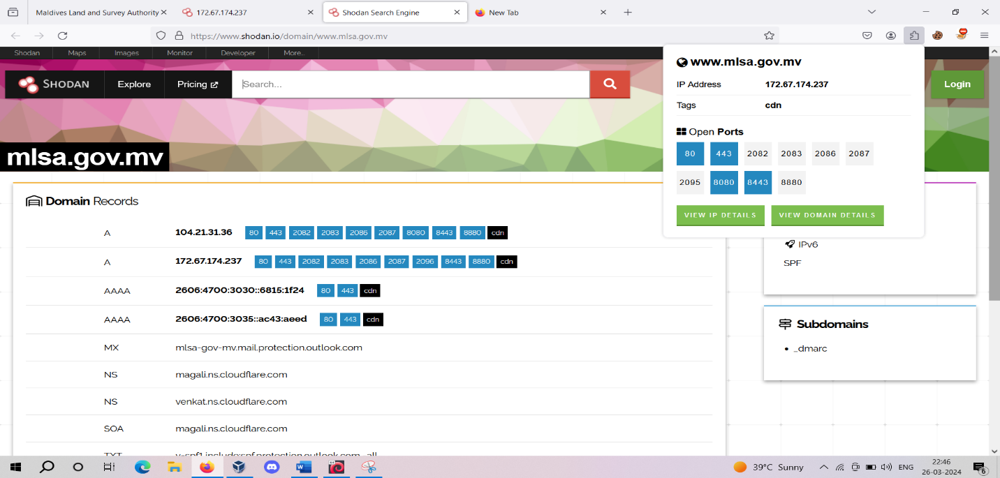 Maldives Land and Survey Authority
172.67.174.237
Shodan Search Engine
New Tab
https://www.shodan.io/domain/www.mlsa.gov.mv
Shodan Maps Images Monitor Developer More...
SHODAN Explore Pricing Search... Login
mlsa.gov.mv
www.mlsa.gov.mv
IP Address 172.67.174.237
Tags cdn
Open Ports
80 443 2082 2083 2086 2087
2095 8080 8443 8880
VIEW IP DETAILS VIEW DOMAIN DETAILS
Domain Records
A 104.21.31.36 80 443 2082 2083 2086 2087 8080 8443 8880 cdn
A 172.67.174.237 80 443 2082 2083 2086 2087 2096 8443 8880 cdn
AAAA 2606:4700:3030::6815:1f24 80 443 cdn
AAAA 2606:4700:3035::ac43:aeed 80 443 cdn
MX mlsa-gov-mv.mail.protection.outlook.com
NS magali.ns.cloudflare.com
NS venkat.ns.cloudflare.com
SOA magali.ns.cloudflare.com
TXT v=spf1 include:spf.protection.outlook.com -all
IPv6
SPF
Subdomains
_dmarc
39°C Sunny
ENG
22:46
26-03-2024
6